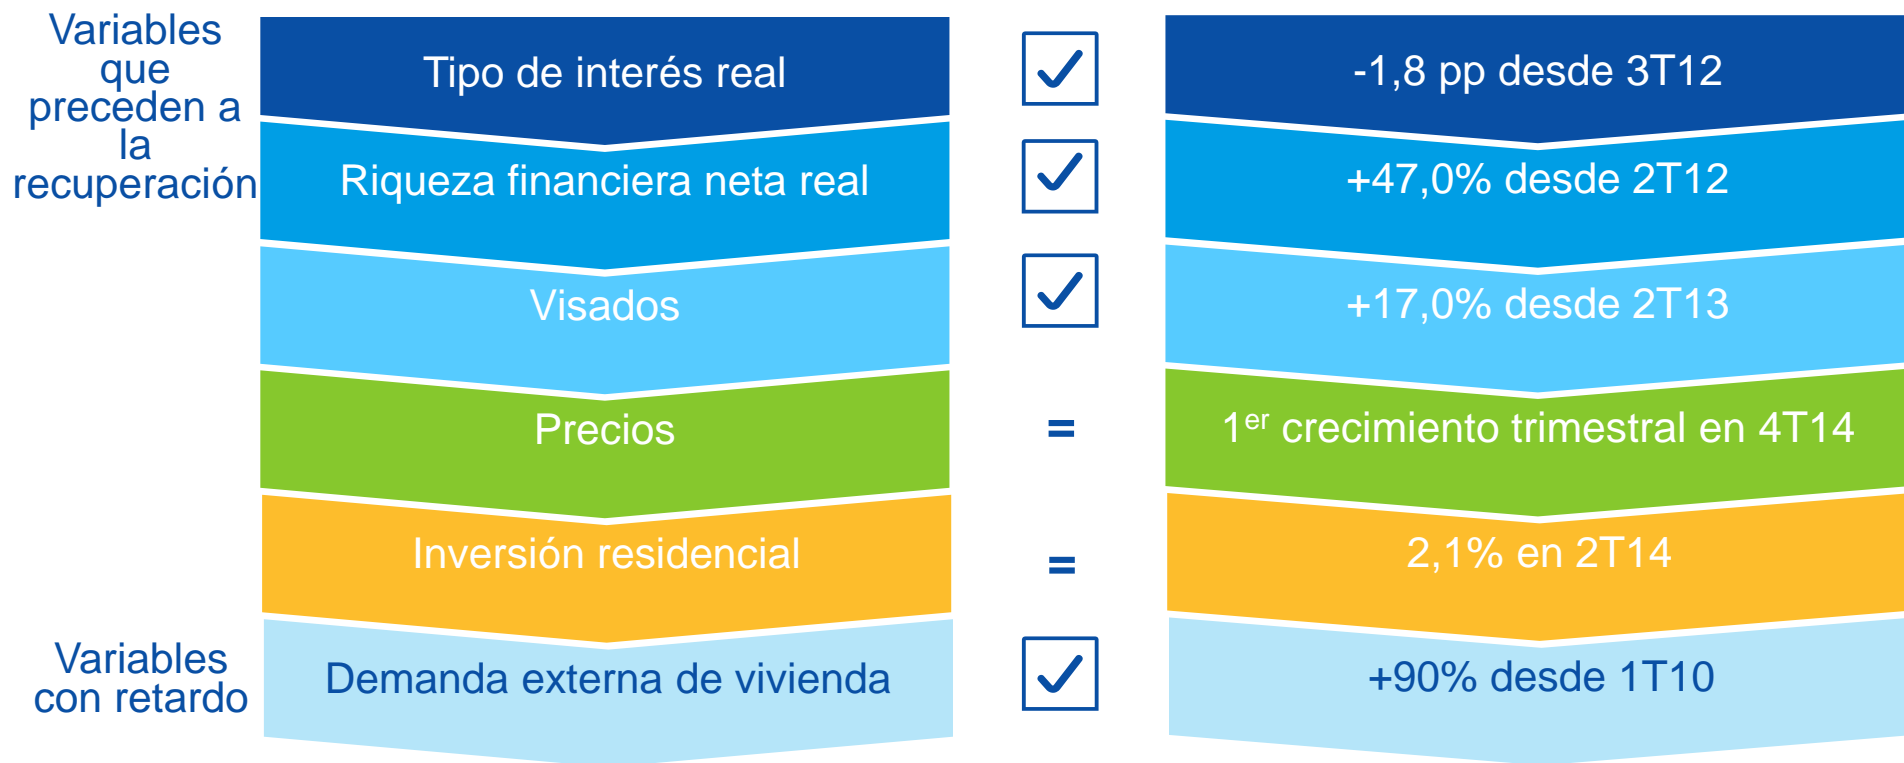 Variables
que
preceden a
la
recuperación
Tipo de interés real
-1,8 pp desde 3T12
Riqueza financiera neta real
+47,0% desde 2T12
Visados
+17,0% desde 2T13
Precios
=
1er crecimiento trimestral en 4T14
Inversión residencial
=
2,1% en 2T14
Variables
con retardo
Demanda externa de vivienda
+90% desde 1T10